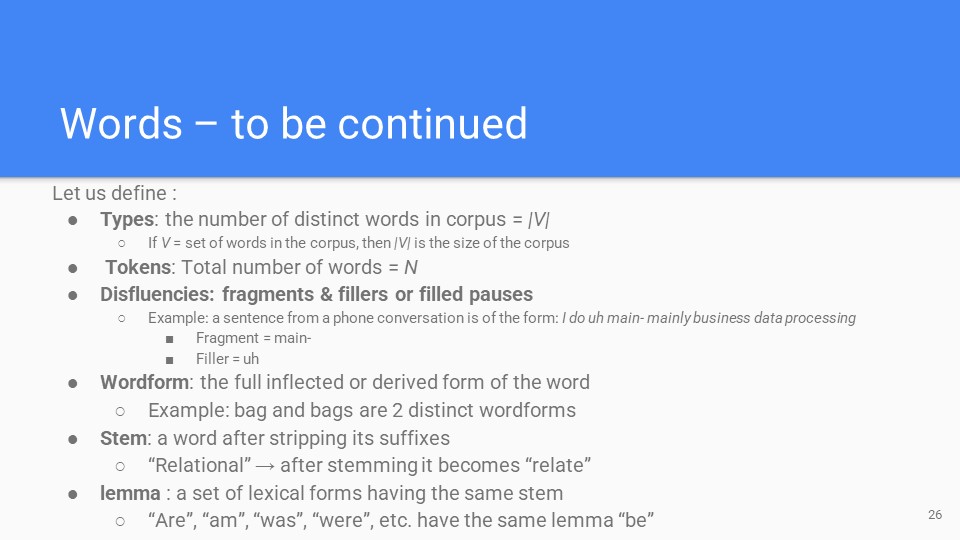 Words – to be continued
Let us define :
● Types: the number of distinct words in corpus = |V|
○ If V = set of words in the corpus, then |V| is the size of the corpus
● Tokens: Total number of words = N
● Disfluencies: fragments & fillers or filled pauses
○ Example: a sentence from a phone conversation is of the form: I do uh main- mainly business data processing
■ Fragment = main-
■ Filler = uh
● Wordform: the full inflected or derived form of the word
○ Example: bag and bags are 2 distinct wordforms
● Stem: a word after stripping its suffixes
○ “Relational” → after stemming it becomes “relate”
● lemma : a set of lexical forms having the same stem
○ “Are”, “am”, “was”, “were”, etc. have the same lemma “be”
26